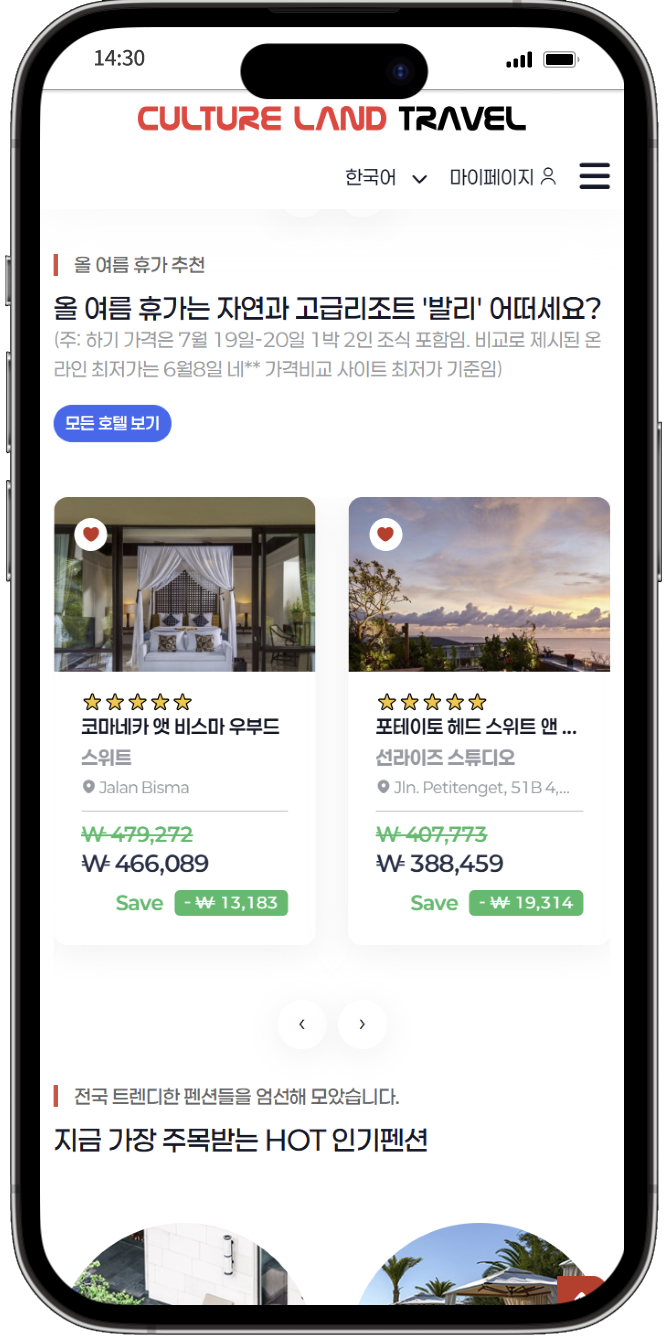 14:30
CULTURE LAND TRAVEL
한국어 마이페이지
올 여름 휴가 추천
올 여름 휴가는 자연과 고급리조트 '발리' 어떠세요?
(주: 하기 가격은 7월 19일-20일 1박 2인 조식 포함임. 비교로 제시된 온
라인 최저가는 6월8일 네** 가격비교 사이트 최저가 기준임)
모든 호텔 보기
코마네카 앳 비스마 우부드
스위트
Jalan Bisma
₩ 479,272
₩ 466,089
Save - ₩ 13,183
포테이토 헤드 스위트 앤 ...
선라이즈 스튜디오
Jln. Petitenget, 51B 4,...
₩ 407,773
₩ 388,459
Save - ₩ 19,314
‹ ›
전국 트렌디한 펜션들을 엄선해 모았습니다.
지금 가장 주목받는 HOT 인기펜션